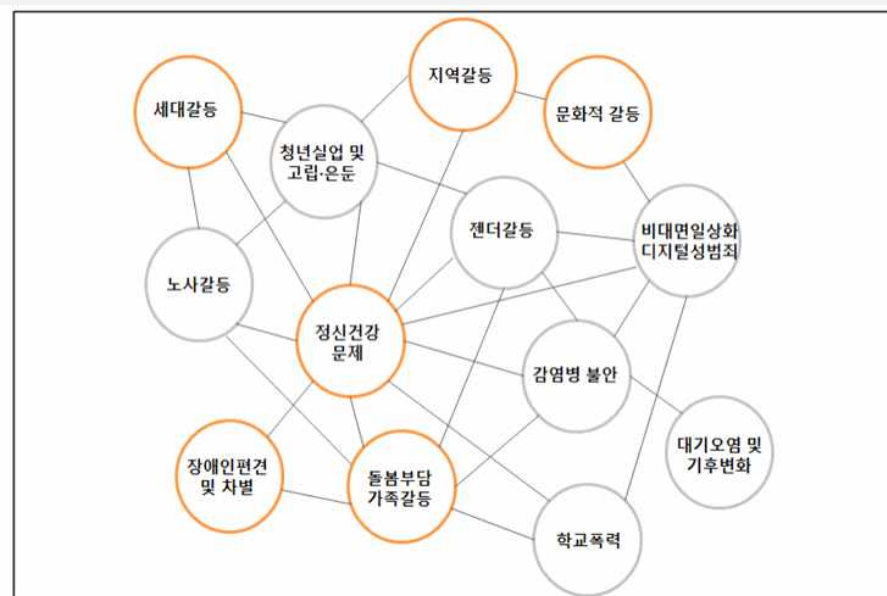 지역갈등
세대갈등
문화적 갈등
청년실업 및
고립·은둔
젠더갈등
비대면일상화
디지털성범죄
노사갈등
정신건강
문제
감염병 불안
대기오염 및
기후변화
장애인편견
및 차별
돌봄부담
가족갈등
학교폭력